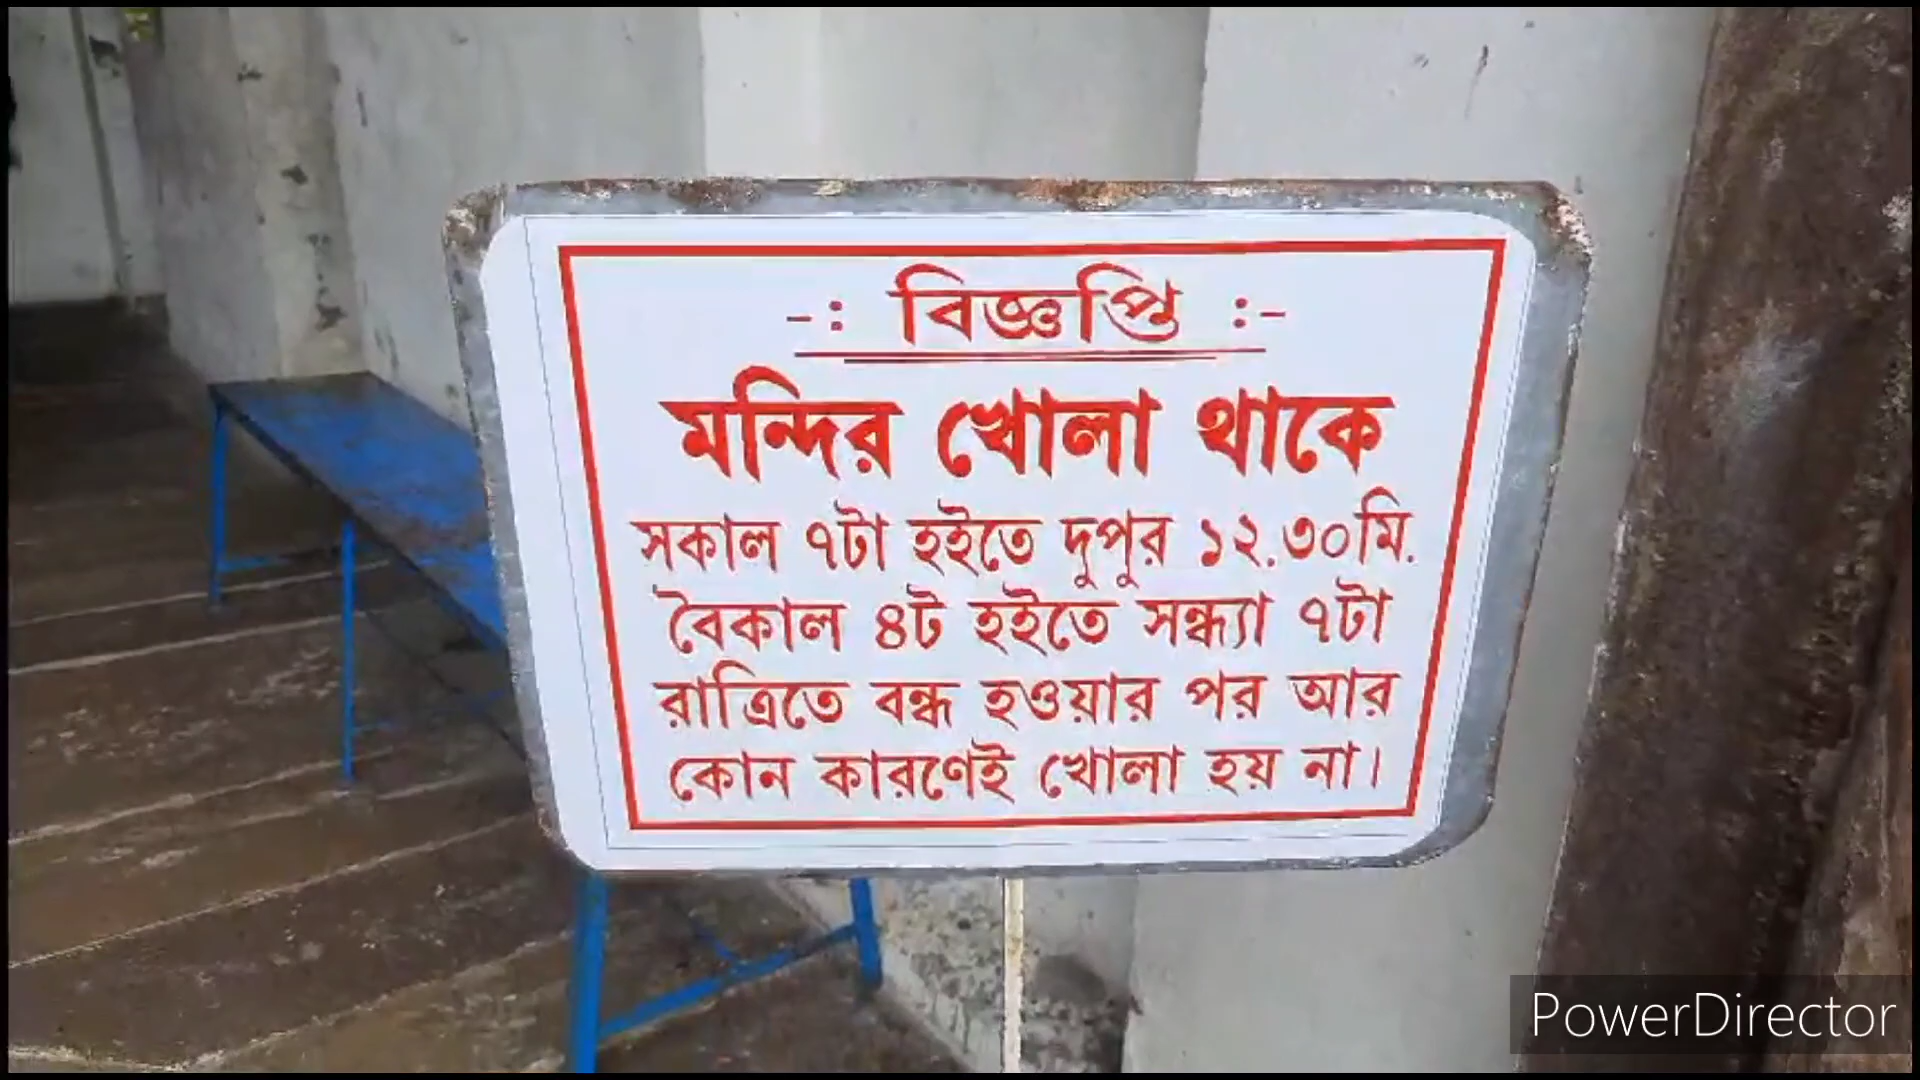 -: বিজ্ঞপ্তি :-
মন্দির খোলা থাকে
সকাল ৭টা হইতে দুপুর ১২.৩০মি.
বৈকাল ৪ট হইতে সন্ধ্যা ৭টা
রাত্রিতে বন্ধ হওয়ার পর আর
কোন কারণেই খোলা হয় না।
PowerDirector